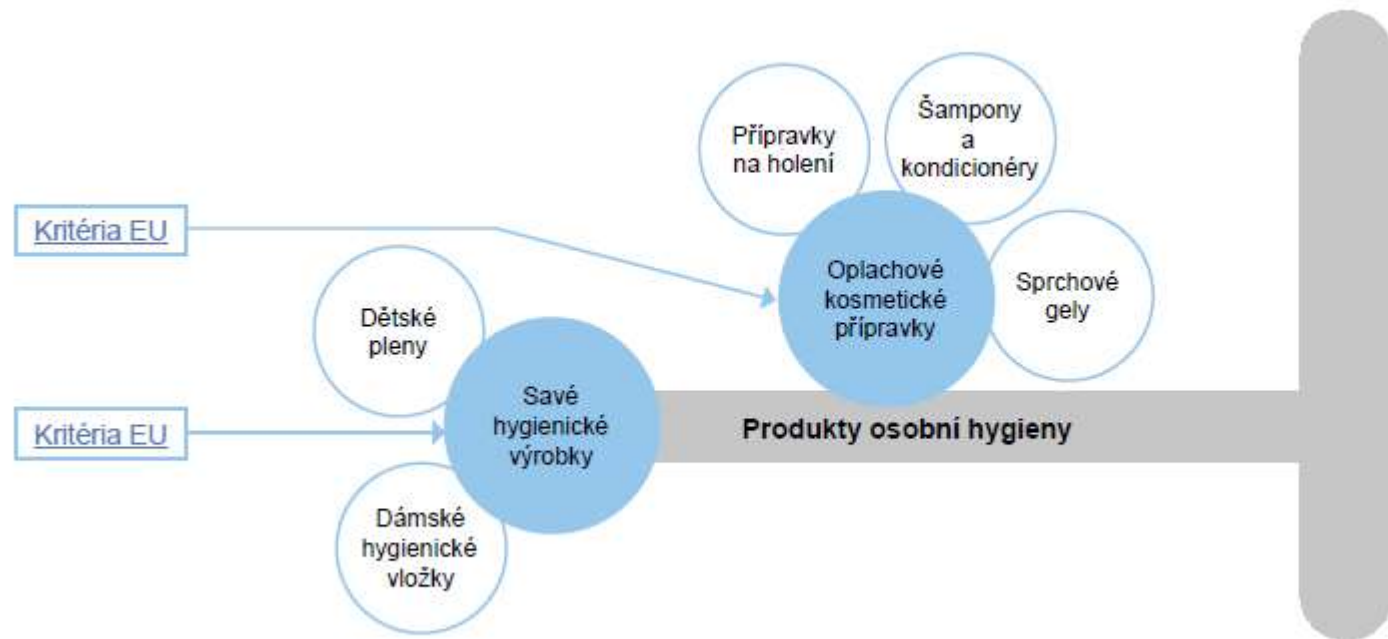 Přípravky
na holení
Šampony
a
kondicionéry
Kritéria EU
Oplachové
kosmetické
přípravky
Sprchové
gely
Dětské
pleny
Savé
hygienické
výrobky
Kritéria EU
Produkty osobní hygieny
Dámské
hygienické
vložky